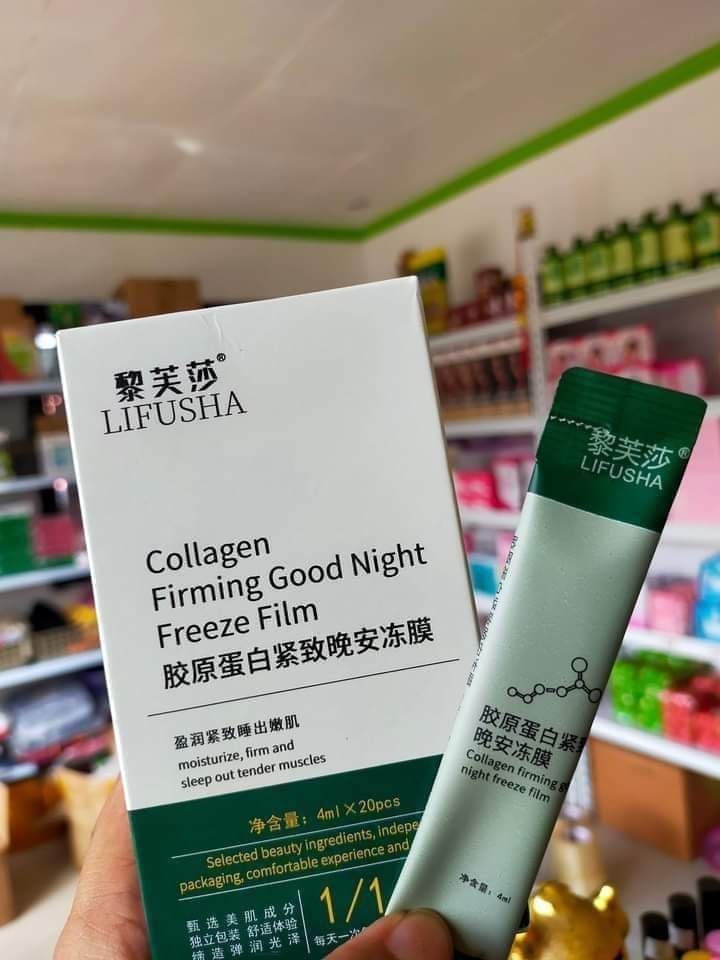 黎芙莎®
LIFUSHA
Collagen
Firming Good Night
Freeze Film
胶原蛋白紧致晚安冻膜
盈润紧致睡出嫩肌
moisturize, firm and
sleep out tender muscles
净含量：4ml×20pcs
Selected beauty ingredients,
packaging, comfortable experience and
甄选美肌成分
独立包装 舒适体验
缔造弹润光泽
1/1
每天一次
黎芙莎®
LIFUSHA
胶原蛋白紧
晚安冻膜
Collagen firming
night freeze film
净含量：4ml